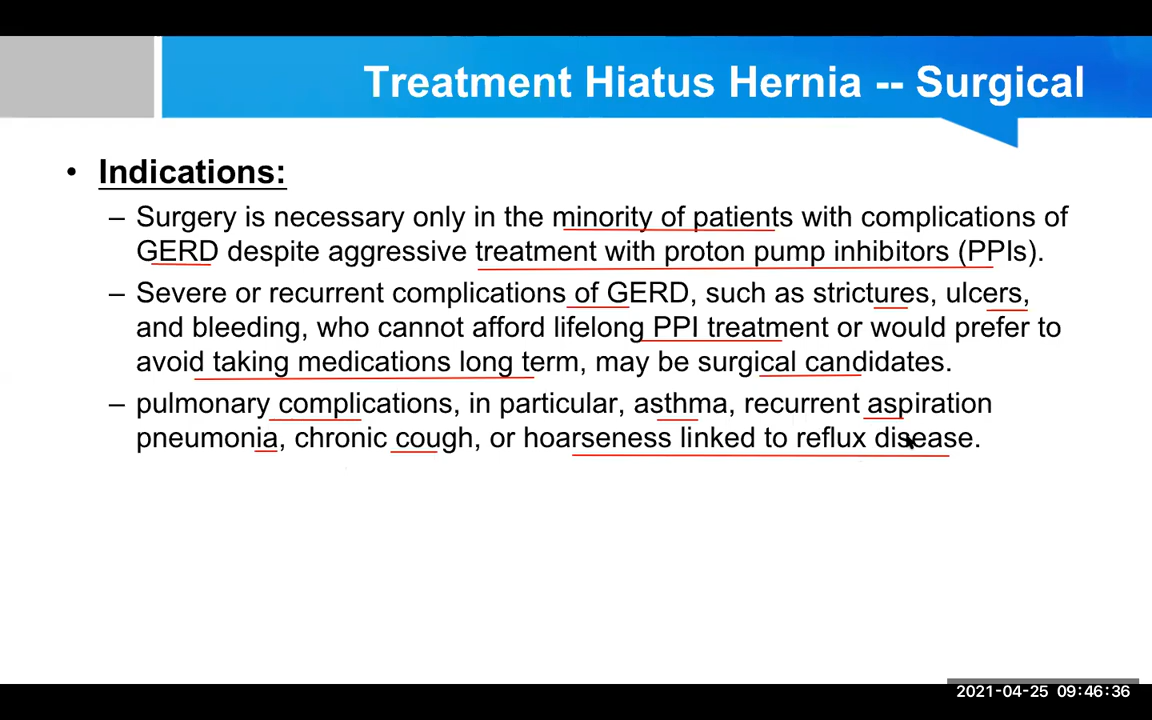 Treatment Hiatus Hernia -- Surgical
• Indications:
– Surgery is necessary only in the minority of patients with complications of
GERD despite aggressive treatment with proton pump inhibitors (PPIs).
– Severe or recurrent complications of GERD, such as strictures, ulcers,
and bleeding, who cannot afford lifelong PPI treatment or would prefer to
avoid taking medications long term, may be surgical candidates.
– pulmonary complications, in particular, asthma, recurrent aspiration
pneumonia, chronic cough, or hoarseness linked to reflux disease.
2021-04-25 09:46:36